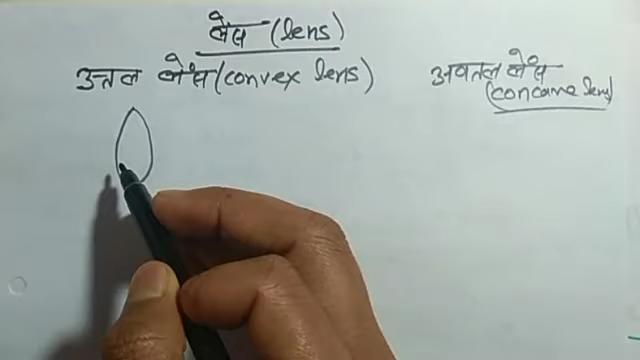 लेंस (lens)
उत्तल लेंस (convex lens)
अवतल लेंस
(concave lens)